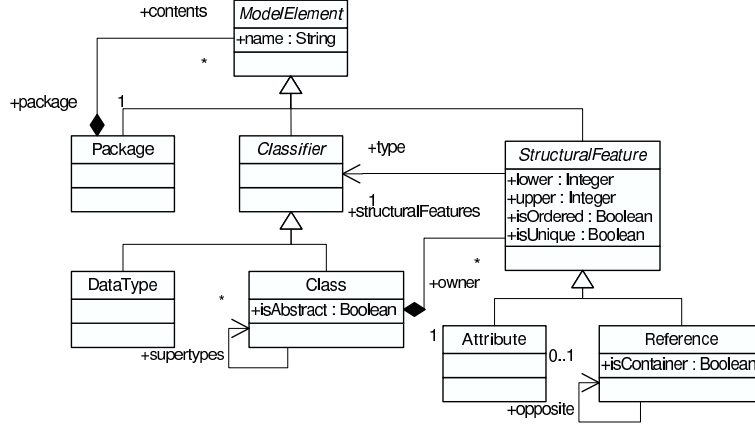 +contents
ModelElement
+name : String
*
+package
1
Package
Classifier
+type
StructuralFeature
+lower : Integer
+upper : Integer
+isOrdered : Boolean
+isUnique : Boolean
1
+structuralFeatures
*
DataType
Class
+isAbstract : Boolean
*
+owner
1
+supertypes
Attribute
0..1
Reference
+isContainer : Boolean
+opposite